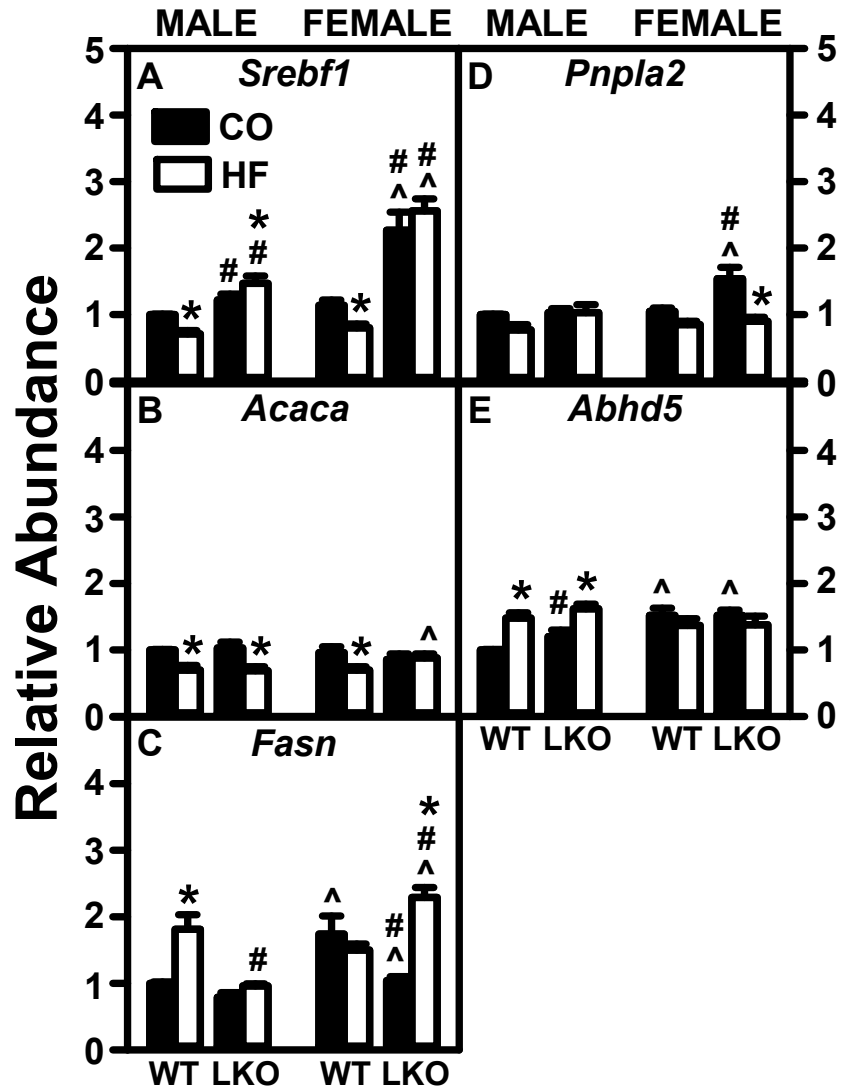 MALE FEMALE MALE FEMALE
A Srebf1
CO
HF
5
4
3
2
1
0
# * # * # ^ # ^
* *
D Pnpla2
5
4
3
2
1
0
# ^ *
B Acaca
4
3
2
1
0
* * * ^
E Abhd5
4
3
2
1
0
* # * ^ ^
WT LKO WT LKO
C Fasn
4
3
2
1
0
* # ^ # ^ * # ^
WT LKO WT LKO
Relative Abundance